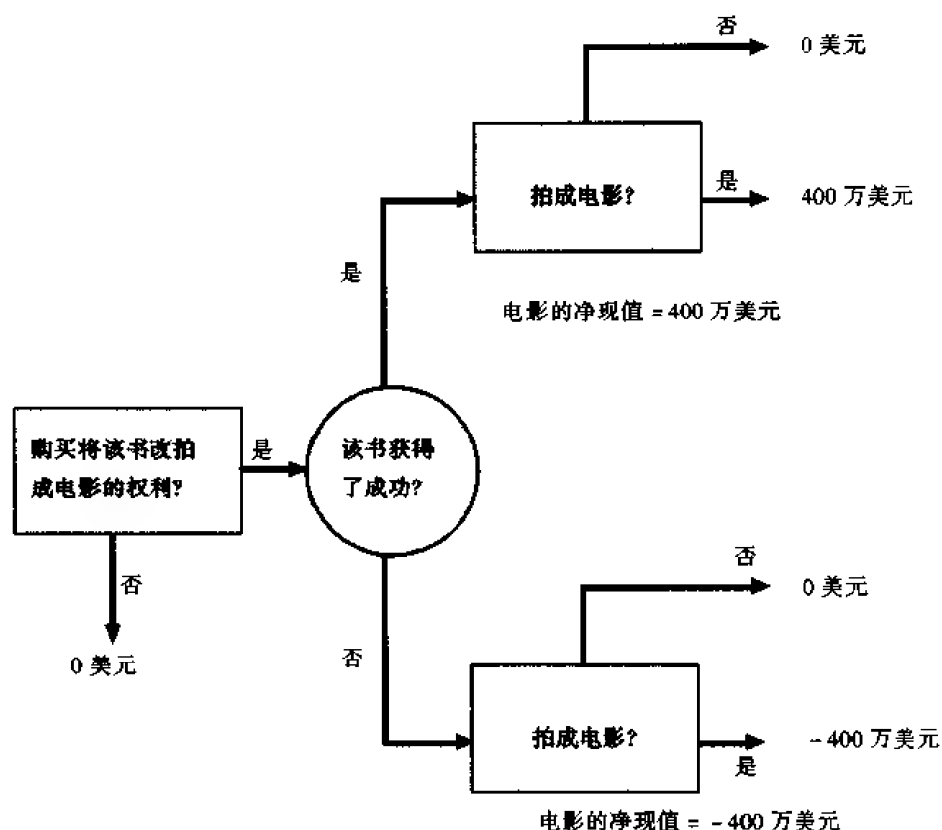 否
0 美元
拍成电影?
是
400 万美元
是
电影的净现值 = 400 万美元
购买将该书改拍
成电影的权利?
是
该书获得
了成功?
否
0 美元
否
否
0 美元
拍成电影?
是
- 400 万美元
电影的净现值 = - 400 万美元